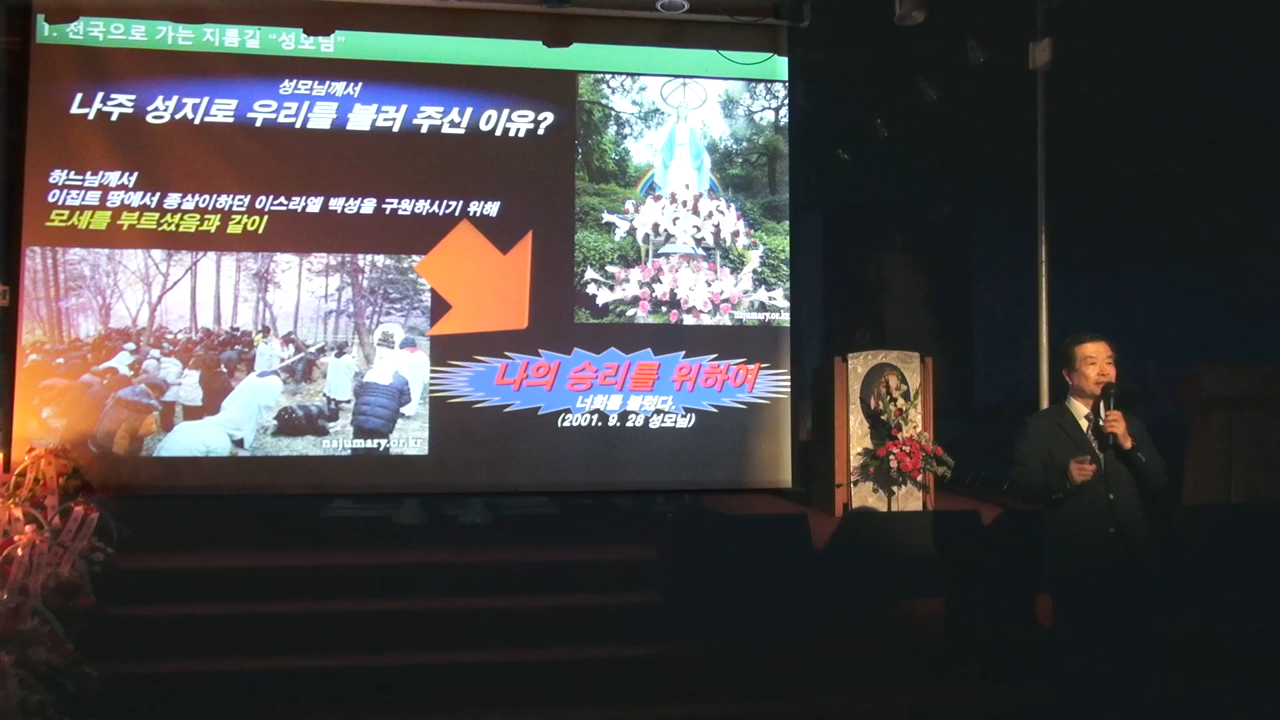 1. 천국으로 가는 지름길 “성모님”
성모님께서
나주 성지로 우리를 불러 주신 이유?
하느님께서
이집트 땅에서 종살이하던 이스라엘 백성을 구원하시기 위해
모세를 부르셨음과 같이
najumary.or.kr
najumary.or.kr
나의 승리를 위하여
너희를 불렀다.
(2001. 9. 28 성모님)